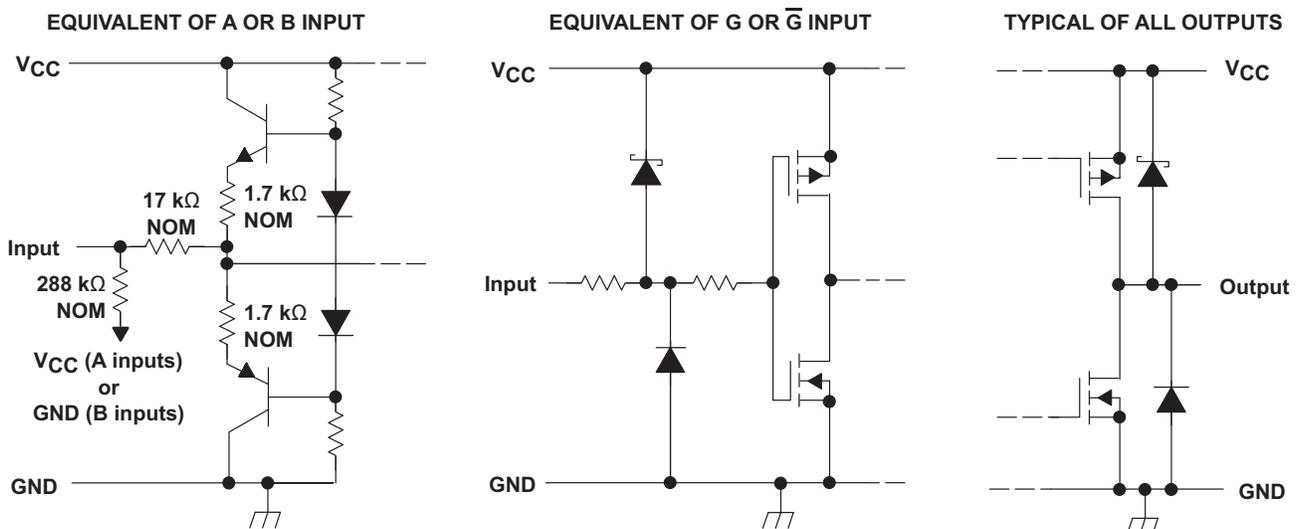 EQUIVALENT OF A OR B INPUT
VCC
17 kΩ
NOM
1.7 kΩ
NOM
Input
288 kΩ
NOM
1.7 kΩ
NOM
VCC (A inputs)
or
GND (B inputs)
GND
EQUIVALENT OF G OR G̅ INPUT
VCC
Input
GND
TYPICAL OF ALL OUTPUTS
VCC
Output
GND